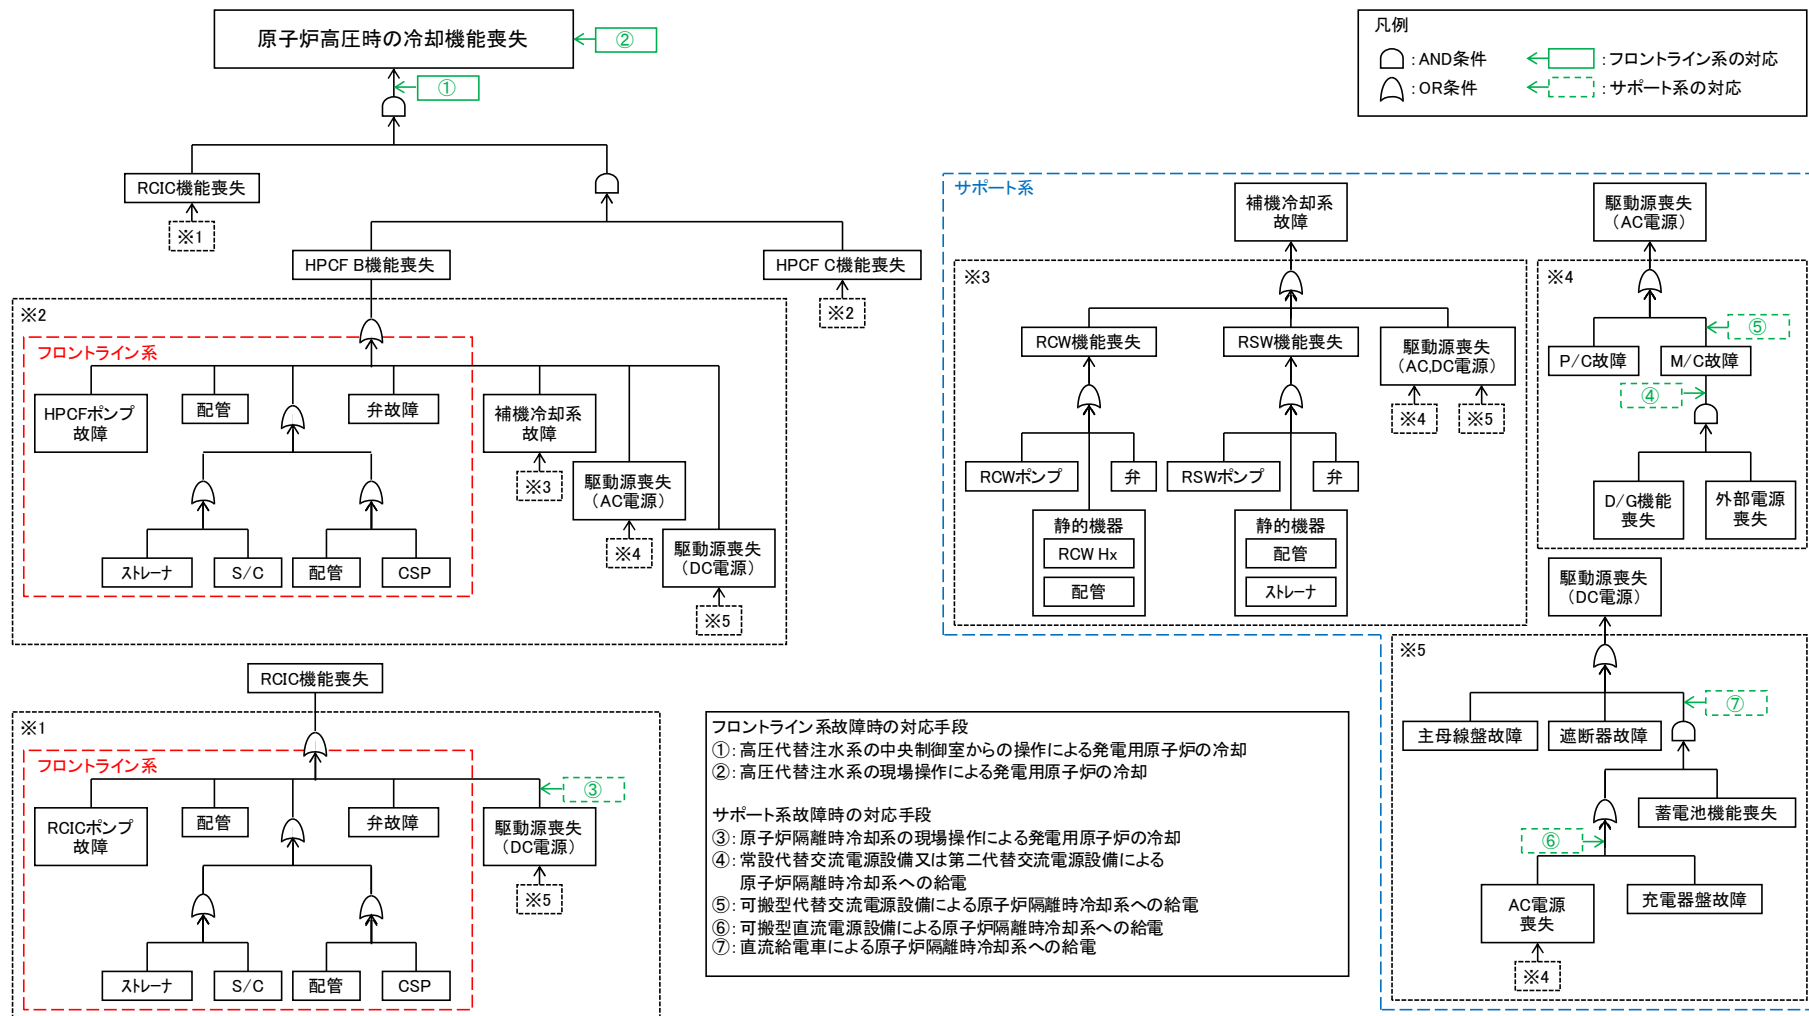 原子炉高圧時の冷却機能喪失
②
①
RCIC機能喪失
※1
HPCF B機能喪失
HPCF C機能喪失
※2
※2
フロントライン系
HPCFポンプ
故障
配管
弁故障
補機冷却系
故障
※3
駆動源喪失
(AC電源)
※4
駆動源喪失
(DC電源)
※5
ストレーナ
S/C
配管
CSP
RCIC機能喪失
※1
フロントライン系
RCICポンプ
故障
配管
弁故障
③
駆動源喪失
(DC電源)
※5
ストレーナ
S/C
配管
CSP
凡例
:AND条件
:フロントライン系の対応
:OR条件
:サポート系の対応
サポート系
補機冷却系
故障
※3
RCW機能喪失
RSW機能喪失
駆動源喪失
(AC,DC電源)
※4
※5
RCWポンプ
弁
RSWポンプ
弁
静的機器
RCW Hx
配管
静的機器
配管
ストレーナ
駆動源喪失
(AC電源)
※4
⑤
P/C故障
M/C故障
④
D/G機能
喪失
外部電源
喪失
駆動源喪失
(DC電源)
※5
⑦
主母線盤故障
遮断器故障
蓄電池機能喪失
⑥
AC電源
喪失
※4
充電器盤故障
フロントライン系故障時の対応手段
①:高圧代替注水系の中央制御室からの操作による発電用原子炉の冷却
②:高圧代替注水系の現場操作による発電用原子炉の冷却
サポート系故障時の対応手段
③:原子炉隔離時冷却系の現場操作による発電用原子炉の冷却
④:常設代替交流電源設備又は第二代替交流電源設備による
原子炉隔離時冷却系への給電
⑤:可搬型代替交流電源設備による原子炉隔離時冷却系への給電
⑥:可搬型直流電源設備による原子炉隔離時冷却系への給電
⑦:直流給電車による原子炉隔離時冷却系への給電